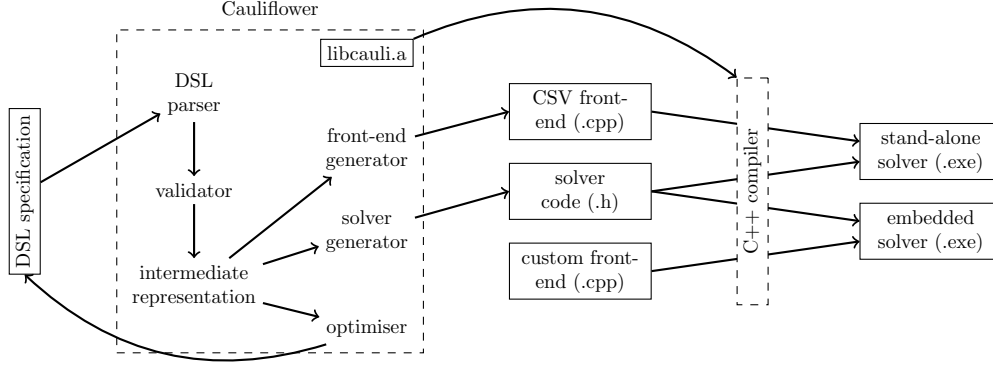 Cauliflower
libcauli.a
DSL
parser
validator
intermediate
representation
front-end
generator
solver
generator
optimiser
DSL specification
CSV front-
end (.cpp)
solver
code (.h)
custom front-
end (.cpp)
C++ compiler
stand-alone
solver (.exe)
embedded
solver (.exe)